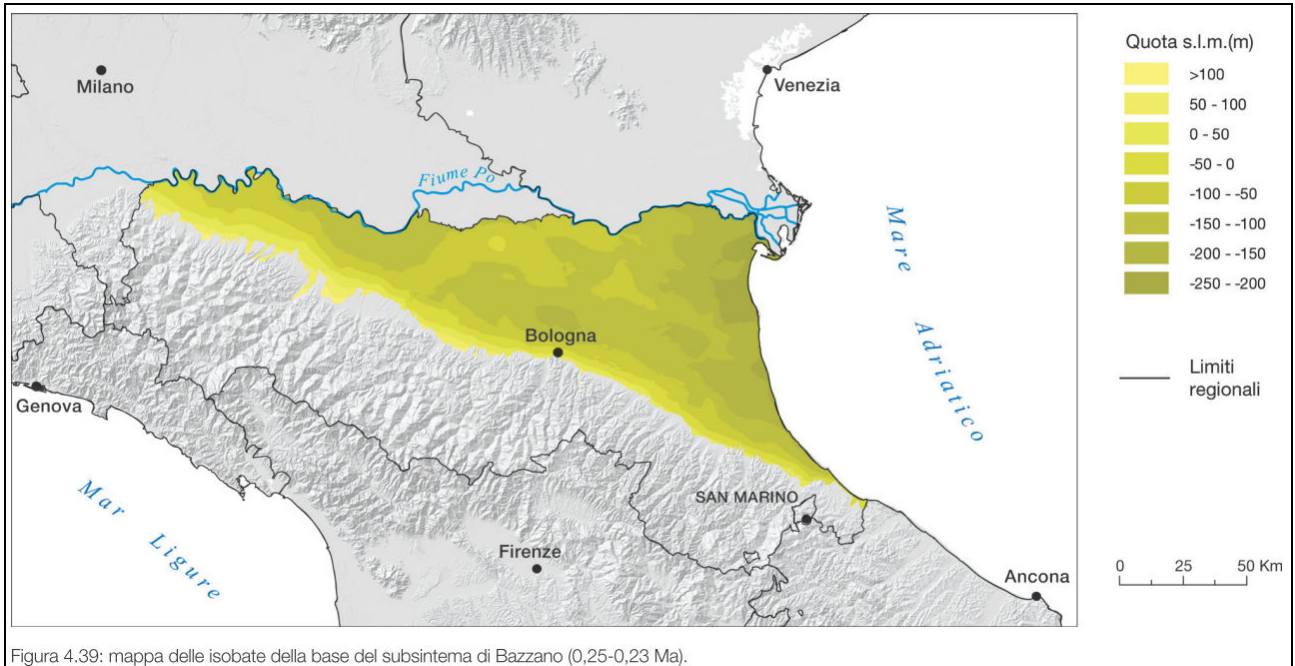 Milano
Venezia
Fiume Po
Mare Adriatico
Bologna
Genova
SAN MARINO
Mar Ligure
Firenze
Ancona
Quota s.l.m.(m)
>100
50 - 100
0 - 50
-50 - 0
-100 - -50
-150 - -100
-200 - -150
-250 - -200
Limiti
regionali
0 25 50 Km
Figura 4.39: mappa delle isobate della base del subsintema di Bazzano (0,25-0,23 Ma).